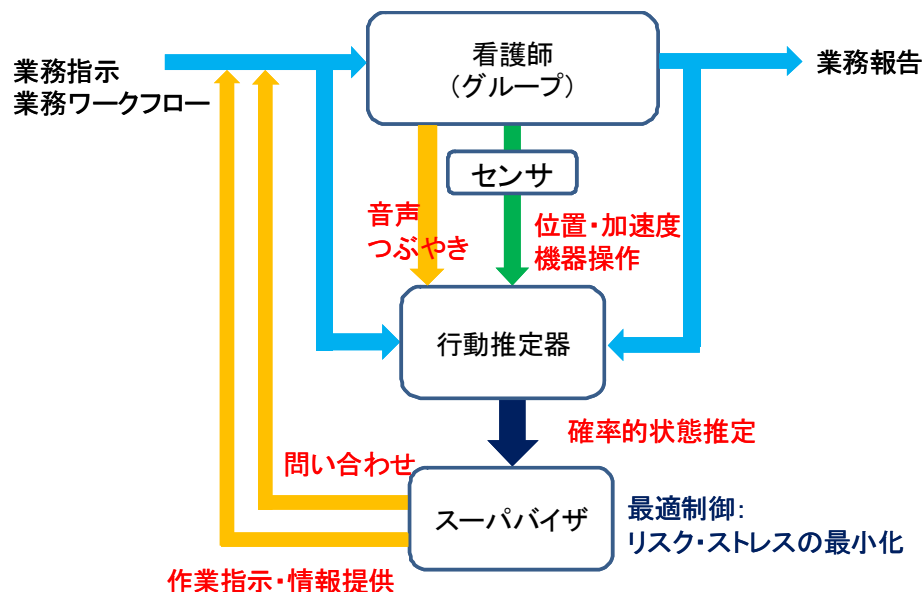 看護師
(グループ)
業務指示
業務ワークフロー
業務報告
センサ
音声
つぶやき
位置・加速度
機器操作
行動推定器
確率的状態推定
問い合わせ
スーパバイザ
最適制御:
リスク・ストレスの最小化
作業指示・情報提供